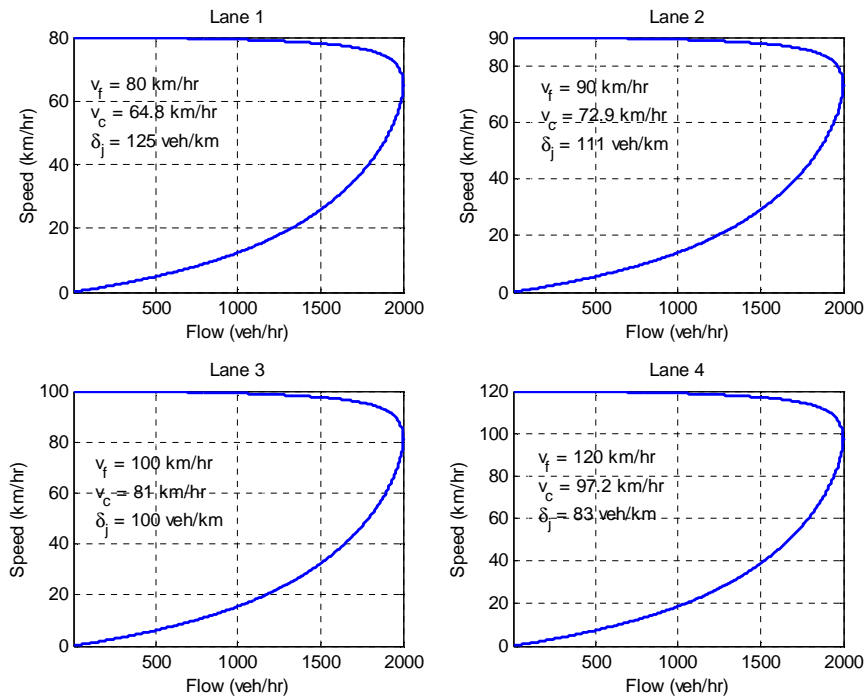 Lane 1
80
60
40
20
0
Speed (km/hr)
v_f = 80 km/hr
v_c = 64.8 km/hr
δ_j = 125 veh/km
500
1000
1500
2000
Flow (veh/hr)
Lane 2
90
80
60
40
20
0
Speed (km/hr)
v_f = 90 km/hr
v_c = 72.9 km/hr
δ_j = 111 veh/km
500
1000
1500
2000
Flow (veh/hr)
Lane 3
100
80
60
40
20
0
Speed (km/hr)
v_f = 100 km/hr
v_c = 81 km/hr
δ_j = 100 veh/km
500
1000
1500
2000
Flow (veh/hr)
Lane 4
120
100
80
60
40
20
0
Speed (km/hr)
v_f = 120 km/hr
v_c = 97.2 km/hr
δ_j = 83 veh/km
500
1000
1500
2000
Flow (veh/hr)